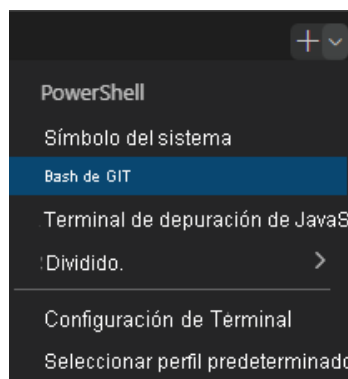 PowerShell
Símbolo del sistema
Bash de GIT
Terminal de depuración de JavaS
Dividido.
Configuración de Terminal
Seleccionar perfil predeterminado